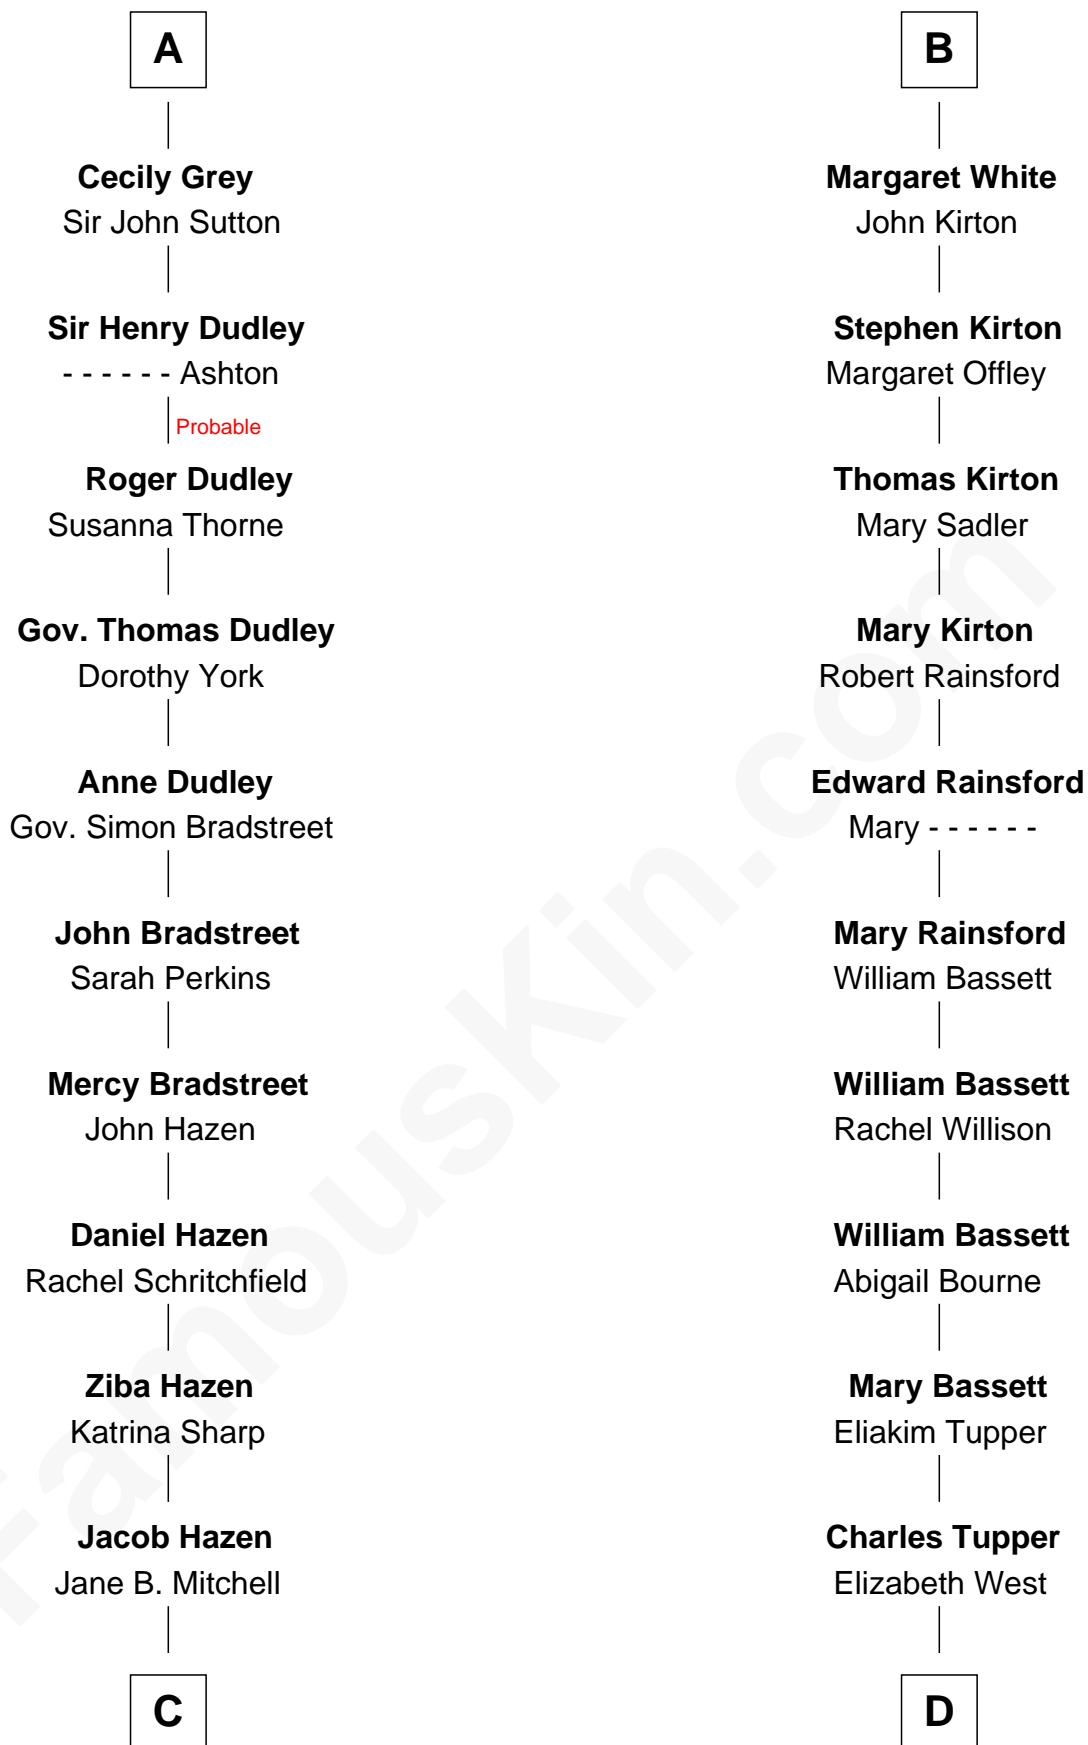 A
Cecily Grey
Sir John Sutton
Sir Henry Dudley
- - - - - - Ashton
Probable
Roger Dudley
Susanna Thorne
Gov. Thomas Dudley
Dorothy York
Anne Dudley
Gov. Simon Bradstreet
John Bradstreet
Sarah Perkins
Mercy Bradstreet
John Hazen
Daniel Hazen
Rachel Schritchfield
Ziba Hazen
Katrina Sharp
Jacob Hazen
Jane B. Mitchell
C
B
Margaret White
John Kirton
Stephen Kirton
Margaret Offley
Thomas Kirton
Mary Sadler
Mary Kirton
Robert Rainsford
Edward Rainsford
Mary - - - - - -
Mary Rainsford
William Bassett
William Bassett
Rachel Willison
William Bassett
Abigail Bourne
Mary Bassett
Eliakim Tupper
Charles Tupper
Elizabeth West
D
FamousKin.com